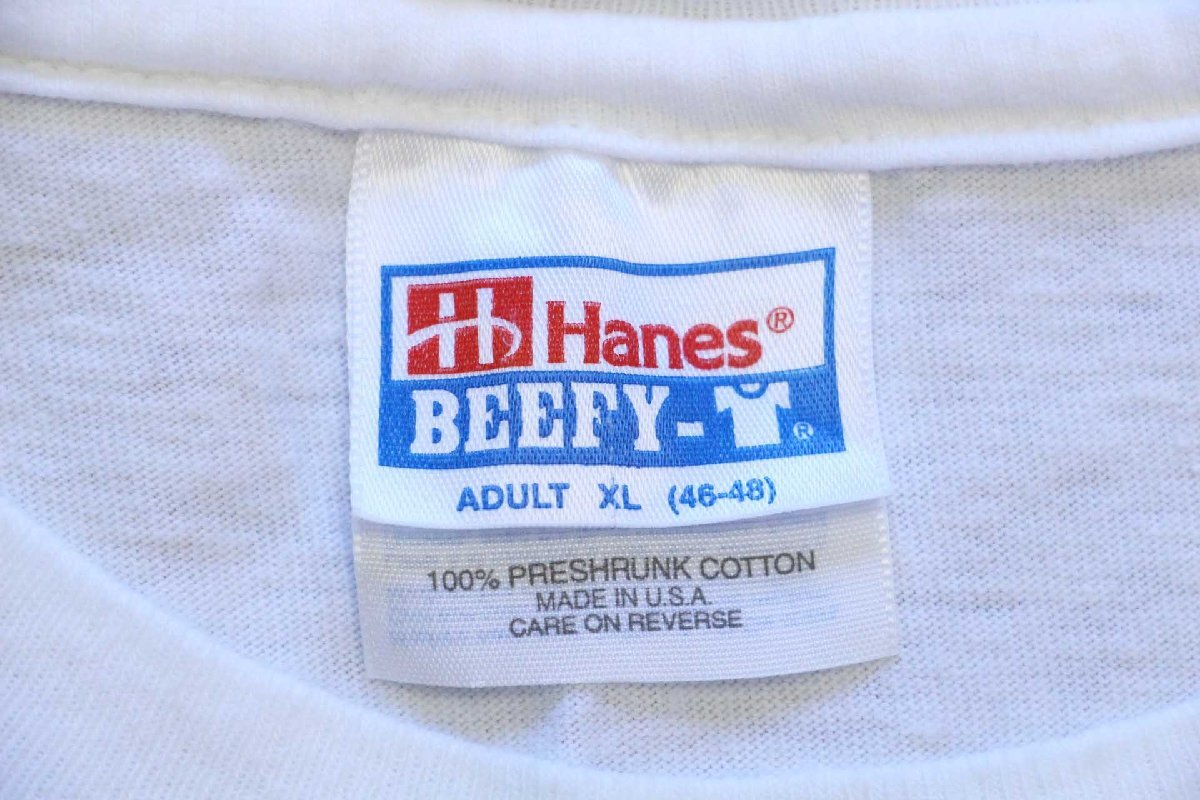 H Hanes®
BEEFY-T®
ADULT XL (46-48)
100% PRESHRUNK COTTON
MADE IN U.S.A.
CARE ON REVERSE